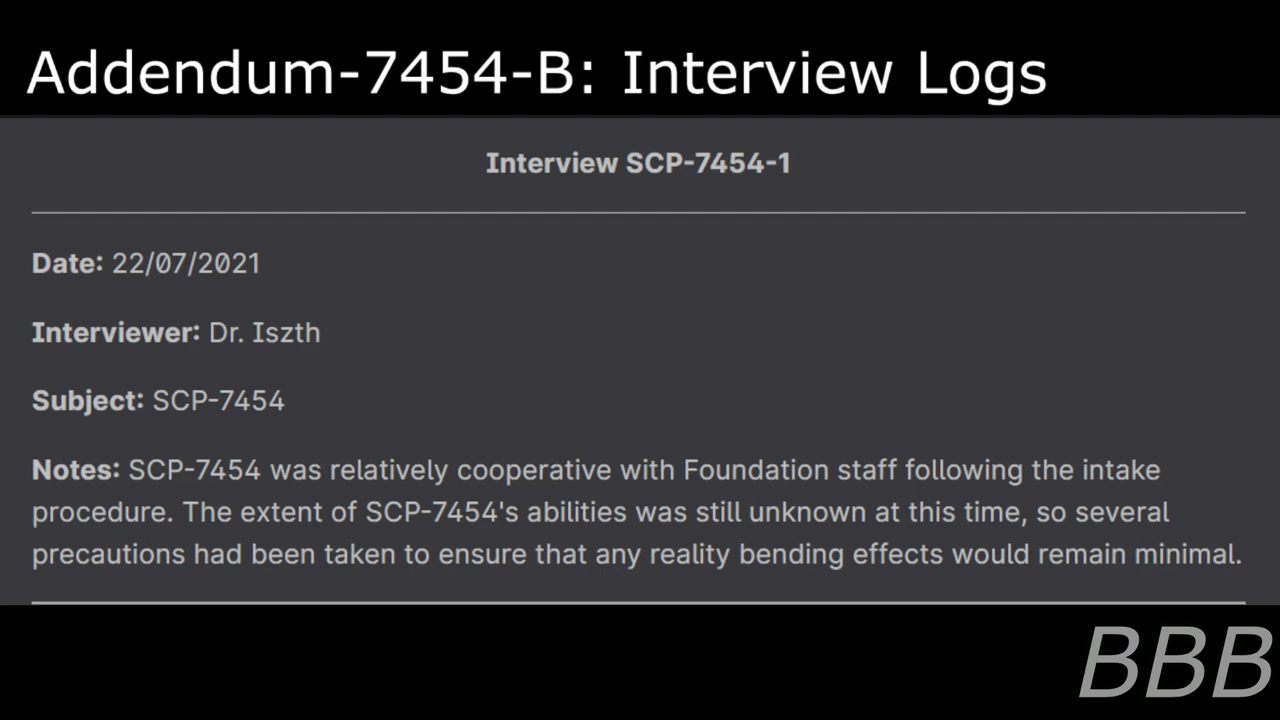 Addendum-7454-B: Interview Logs
Interview SCP-7454-1
Date: 22/07/2021
Interviewer: Dr. Iszth
Subject: SCP-7454
Notes: SCP-7454 was relatively cooperative with Foundation staff following the intake
procedure. The extent of SCP-7454's abilities was still unknown at this time, so several
precautions had been taken to ensure that any reality bending effects would remain minimal.
BBB